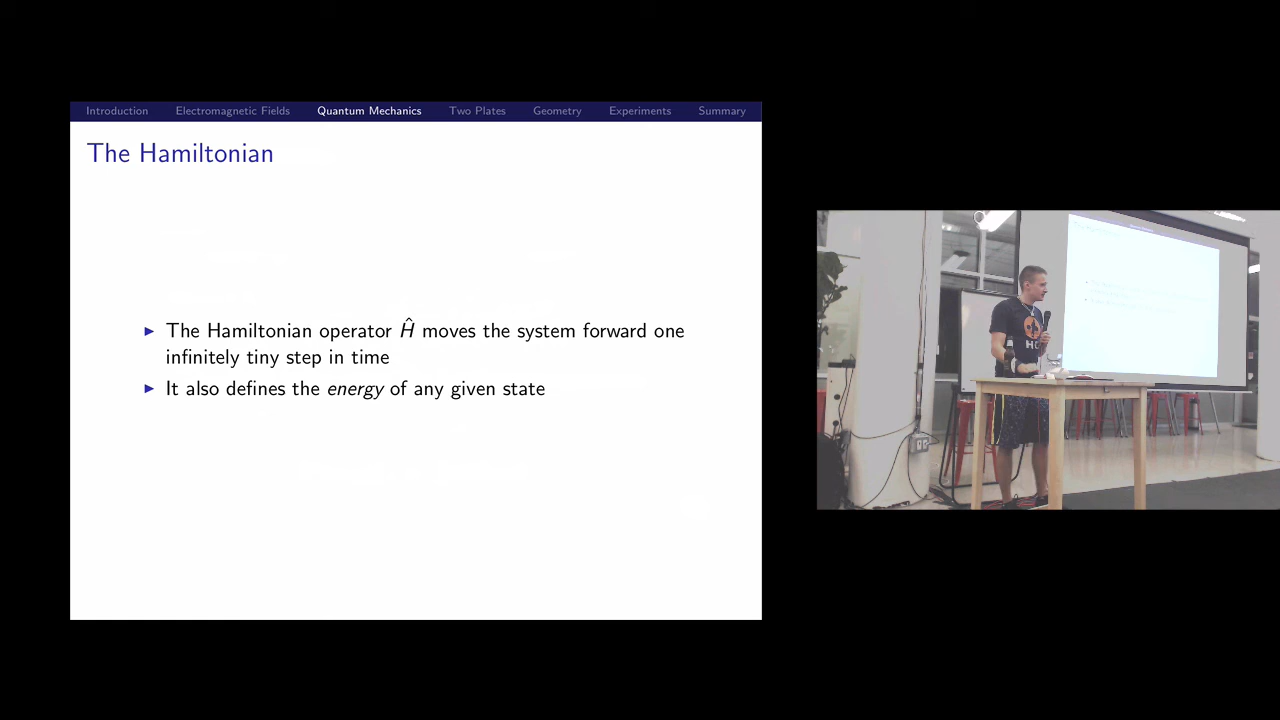 Introduction Electromagnetic Fields Quantum Mechanics Two Plates Geometry Experiments Summary
The Hamiltonian
▶ The Hamiltonian operator Ĥ moves the system forward one
infinitely tiny step in time
▶ It also defines the energy of any given state